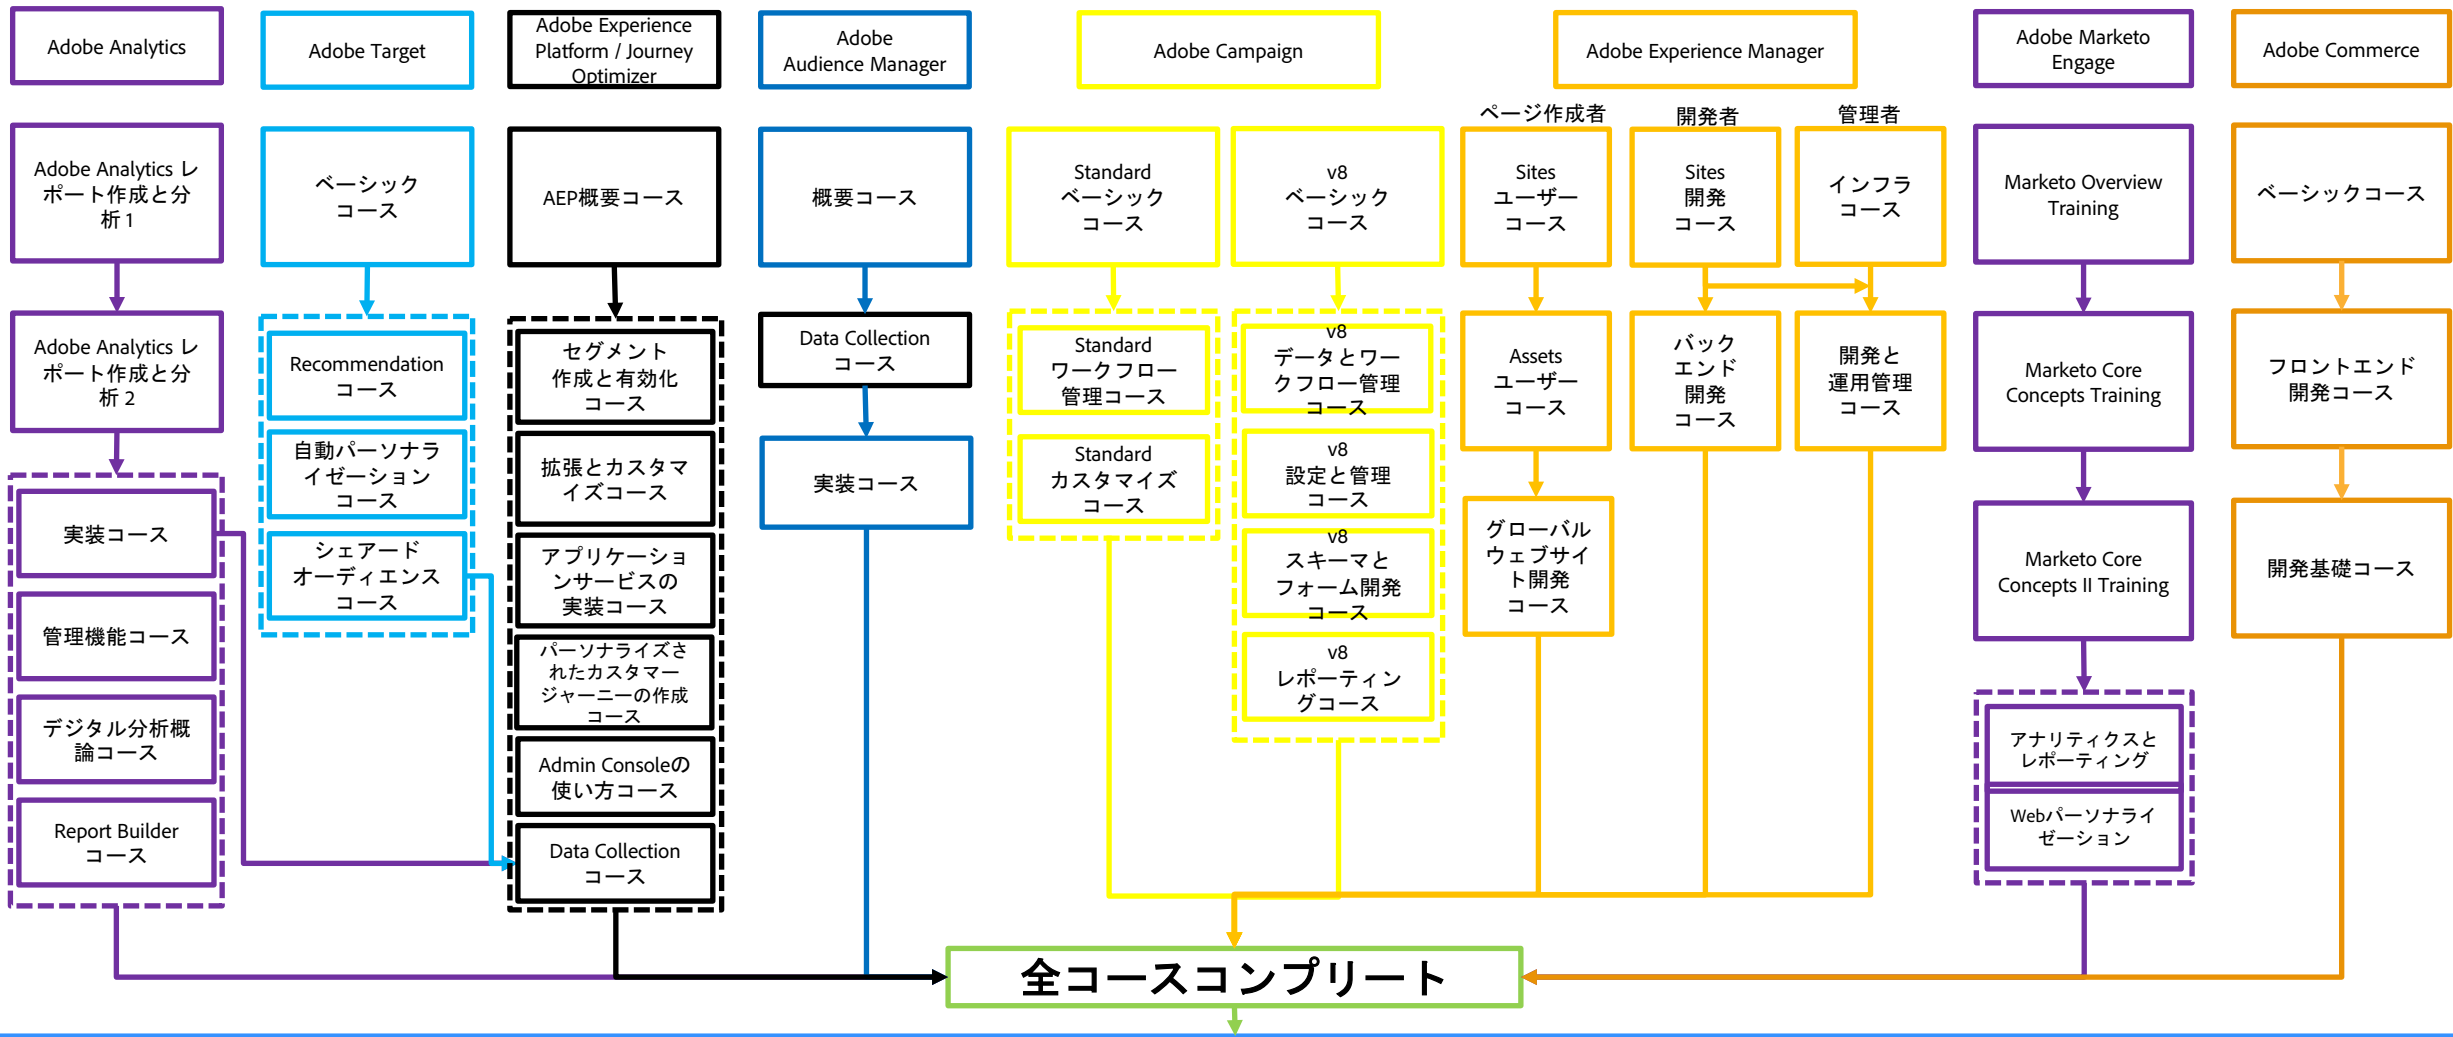 Adobe Analytics
Adobe Target
Adobe Experience
Platform / Journey
Optimizer
Adobe
Audience Manager
Adobe Campaign
Adobe Experience Manager
Adobe Marketo
Engage
Adobe Commerce
Adobe Analytics レ
ポート作成と分
析 1
Adobe Analytics レ
ポート作成と分
析 2
実装コース
管理機能コース
デジタル分析概
論コース
Report Builder
コース
ベーシック
コース
Recommendation
コース
自動パーソナラ
イゼーション
コース
シェアード
オーディエンス
コース
AEP概要コース
セグメント
作成と有効化
コース
拡張とカスタマ
イズコース
アプリケーショ
ンサービスの
実装コース
パーソナライズさ
れたカスタマー
ジャーニーの作成
コース
Admin Consoleの
使い方コース
Data Collection
コース
概要コース
Data Collection
コース
実装コース
Standard
ベーシック
コース
Standard
ワークフロー
管理コース
Standard
カスタマイズ
コース
v8
ベーシック
コース
v8
データとワー
クフロー管理
コース
v8
設定と管理
コース
v8
スキーマと
フォーム開発
コース
v8
レポーティン
グコース
ページ作成者
Sites
ユーザー
コース
Assets
ユーザー
コース
グローバル
ウェブサイ
ト開発
コース
開発者
Sites
開発
コース
バック
エンド
開発
コース
管理者
インフラ
コース
開発と
運用管理
コース
Marketo Overview
Training
Marketo Core
Concepts Training
Marketo Core
Concepts II Training
アナリティクスと
レポーティング
Webパーソナライ
ゼーション
ベーシックコース
フロントエンド
開発コース
開発基礎コース
全コースコンプリート